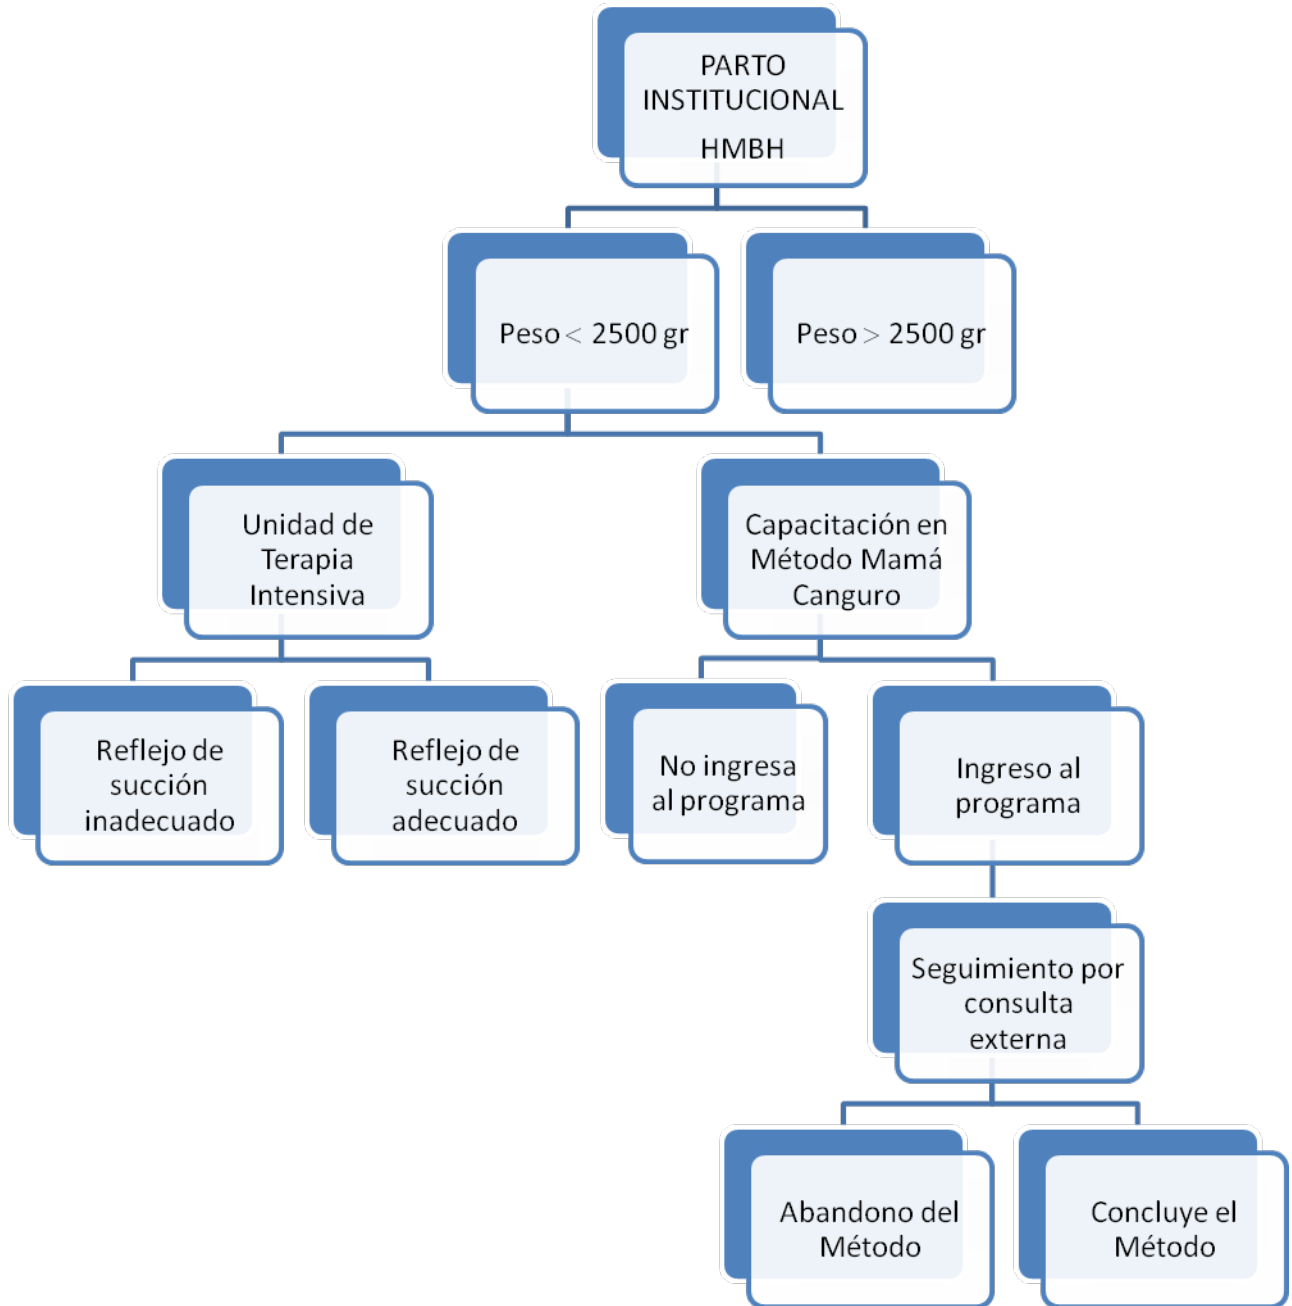 PARTO
INSTITUCIONAL
HMBH
Peso < 2500 gr
Peso > 2500 gr
Unidad de
Terapia
Intensiva
Capacitación en
Método Mamá
Canguro
Reflejo de
succión
inadecuado
Reflejo de
succión
adecuado
No ingresa
al programa
Ingreso al
programa
Seguimiento por
consulta
externa
Abandono del
Método
Concluye el
Método